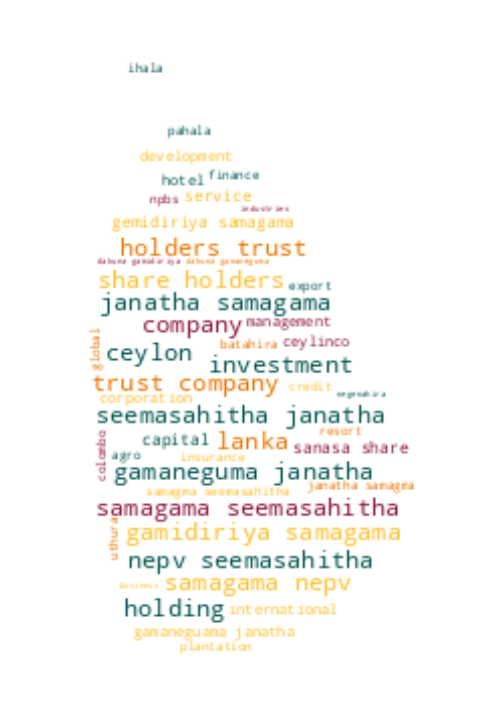 ihala
pahala
development
hotel finance
npbs service
industries
gemidiriya samagama
holders trust
dakuna gamidiriya dakuna gamaneguma
share holders export
janatha samagama
company management
global
batahira ceylinco
ceylon investment
trust company credit
corporation
seemasahitha janatha
resort
colombo capital lanka sanasa share
agro insurance
gamaneguma janatha
samagma seemasahitha janatha samagma
samagama seemasahitha
uthura gamidiriya samagama
nepv seemasahitha
business samagama nepv
holding international
gamaneguama janatha
plantation